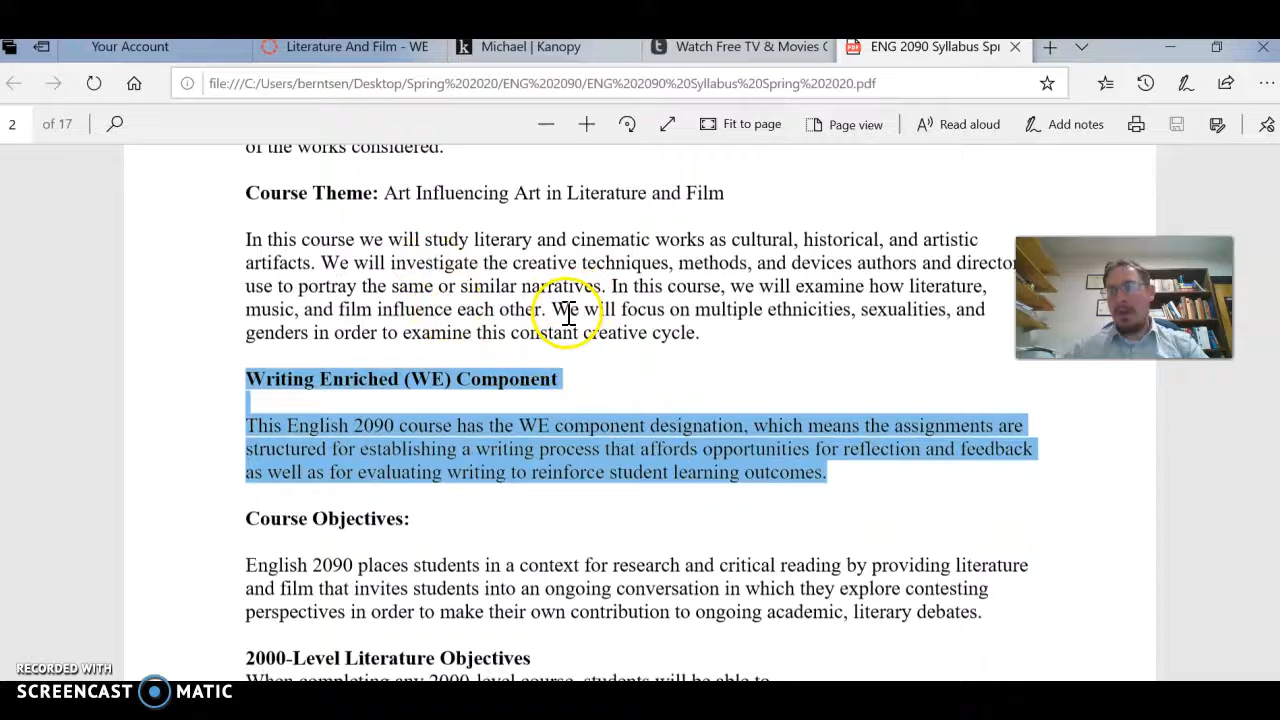 Your Account
Literature And Film - WE
Michael | Kanopy
Watch Free TV & Movies C
ENG 2090 Syllabus Spr
file:///C:/Users/berntsen/Desktop/Spring%202020/ENG%202090/ENG%202090%20Syllabus%20Spring%202020.pdf
2 of 17
Fit to page
Page view
Read aloud
Add notes
of the works considered.
Course Theme: Art Influencing Art in Literature and Film
In this course we will study literary and cinematic works as cultural, historical, and artistic
artifacts. We will investigate the creative techniques, methods, and devices authors and director
use to portray the same or similar narratives. In this course, we will examine how literature,
music, and film influence each other. We will focus on multiple ethnicities, sexualities, and
genders in order to examine this constant creative cycle.
Writing Enriched (WE) Component
This English 2090 course has the WE component designation, which means the assignments are
structured for establishing a writing process that affords opportunities for reflection and feedback
as well as for evaluating writing to reinforce student learning outcomes.
Course Objectives:
English 2090 places students in a context for research and critical reading by providing literature
and film that invites students into an ongoing conversation in which they explore contesting
perspectives in order to make their own contribution to ongoing academic, literary debates.
2000-Level Literature Objectives
When completing any 2000-level course, students will be able to
RECORDED WITH
SCREENCAST MATIC